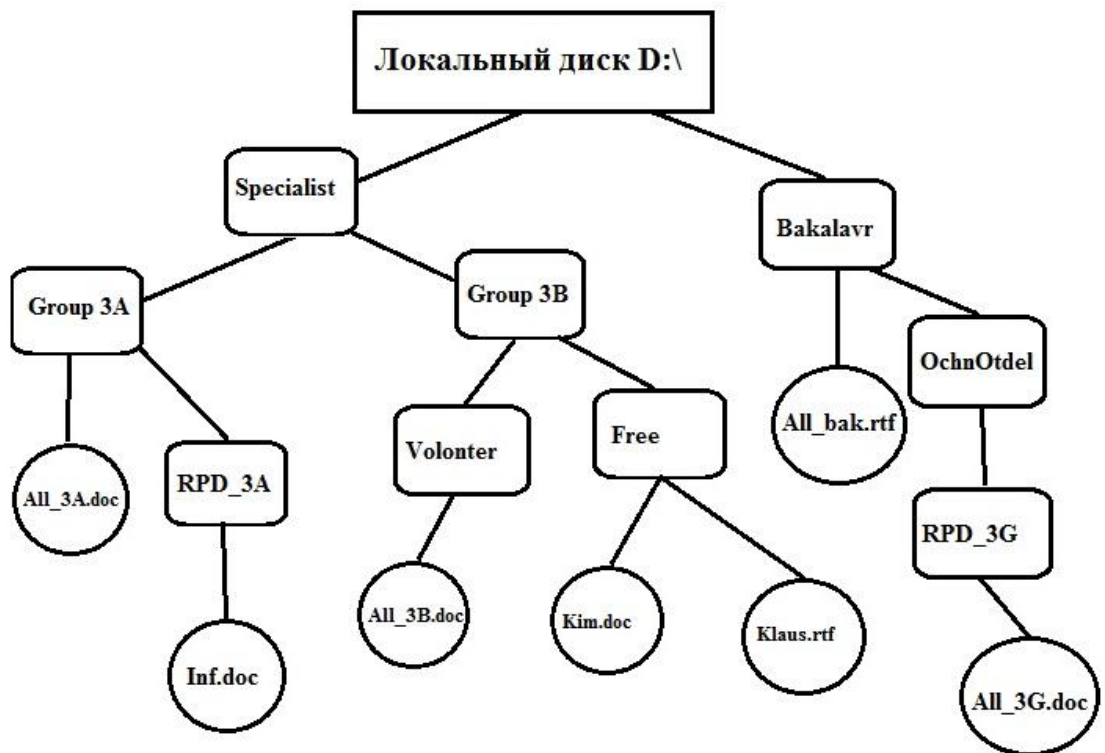 Локальный диск D:\
Specialist
Bakalavr
Group 3A
Group 3B
OchnOtdel
All_bak.rtf
Volonter
Free
All_3A.doc
RPD_3A
RPD_3G
All_3B.doc
Kim.doc
Klaus.rtf
Inf.doc
All_3G.doc